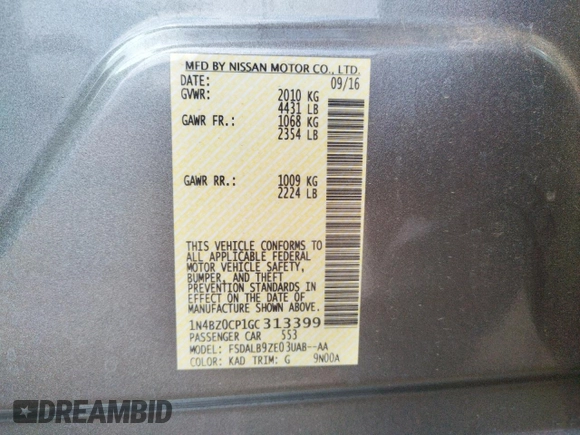 MFD BY NISSAN MOTOR CO., LTD.
DATE: 09/16
GVWR: 2010 KG
4431 LB
GAWR FR.: 1068 KG
2354 LB
GAWR RR.: 1009 KG
2224 LB
THIS VEHICLE CONFORMS TO
ALL APPLICABLE FEDERAL
MOTOR VEHICLE SAFETY,
BUMPER, AND THEFT
PREVENTION STANDARDS IN
EFFECT ON THE DATE OF
MANUFACTURE SHOWN ABOVE.
1N4BZ0CP1GC313399
PASSENGER CAR 553
MODEL: FSDALB9ZE03UAB--AA
COLOR: KAD TRIM: G 9N00A
DREAMBID